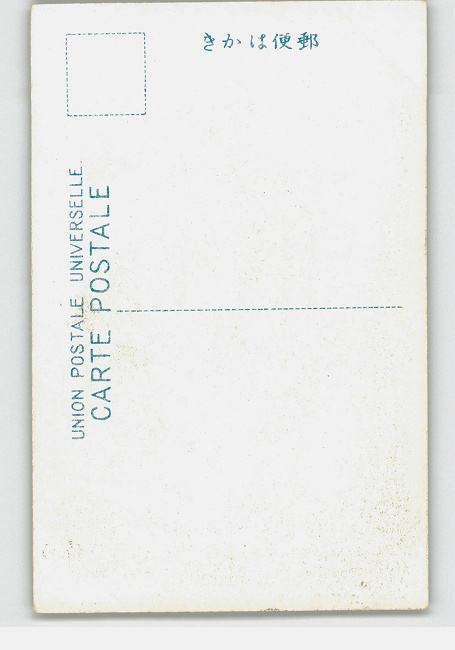 きかは便郵
UNION POSTALE UNIVERSELLE.
CARTE POSTALE